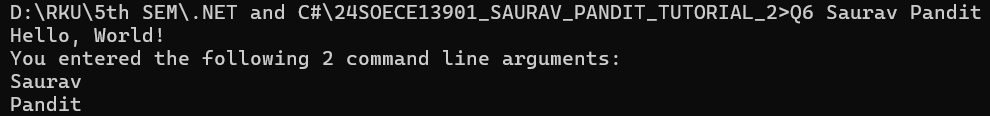 D:\RKU\5th SEM\.NET and C#\24SOECE13901_SAURAV_PANDIT_TUTORIAL_2>Q6 Saurav Pandit
Hello, World!
You entered the following 2 command line arguments:
Saurav
Pandit